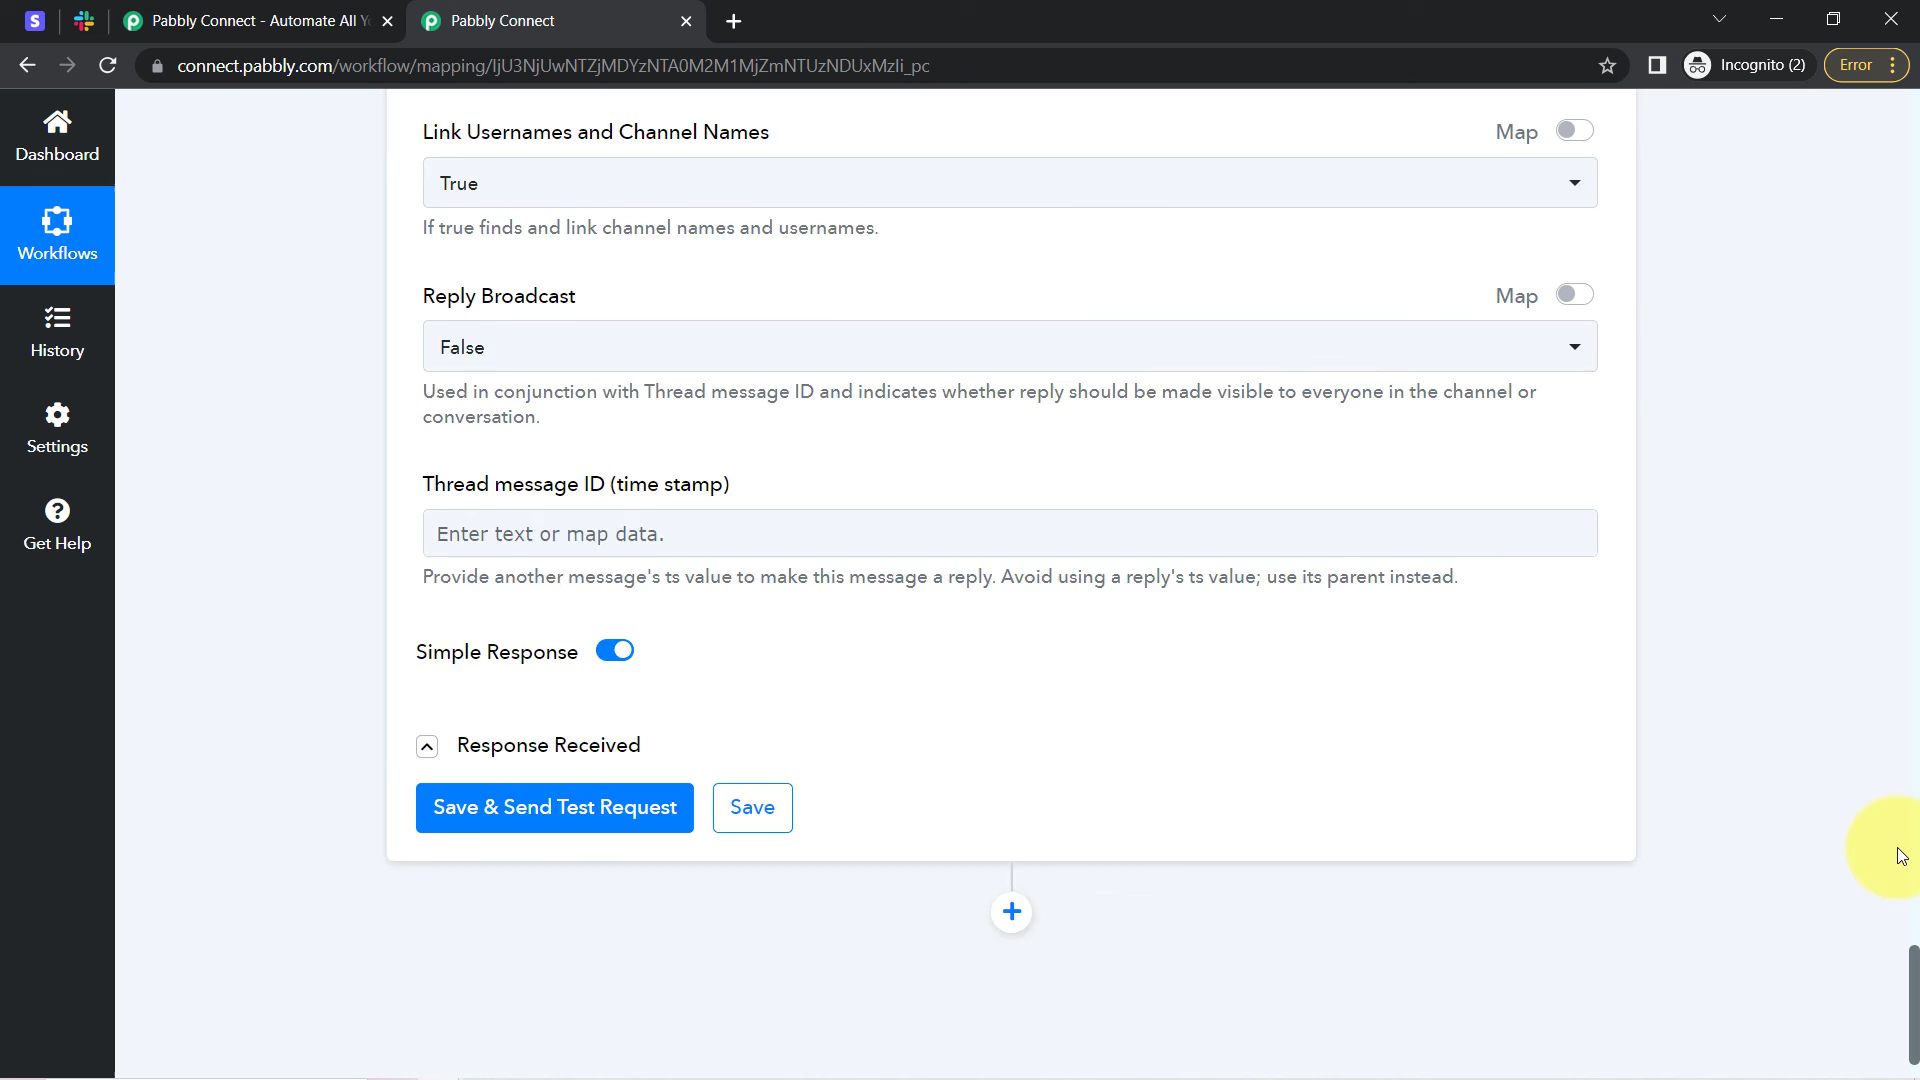 S
Pabbly Connect - Automate All Y
Pabbly Connect
connect.pabbly.com/workflow/mapping/IjU3NjUwNTZjMDYzNTA0M2M1MjZmNTUzNDUxMzIi_pc
Incognito (2)
Error
Dashboard
Workflows
History
Settings
Get Help
Link Usernames and Channel Names
Map
True
If true finds and link channel names and usernames.
Reply Broadcast
Map
False
Used in conjunction with Thread message ID and indicates whether reply should be made visible to everyone in the channel or
conversation.
Thread message ID (time stamp)
Enter text or map data.
Provide another message's ts value to make this message a reply. Avoid using a reply's ts value; use its parent instead.
Simple Response
Response Received
Save & Send Test Request
Save